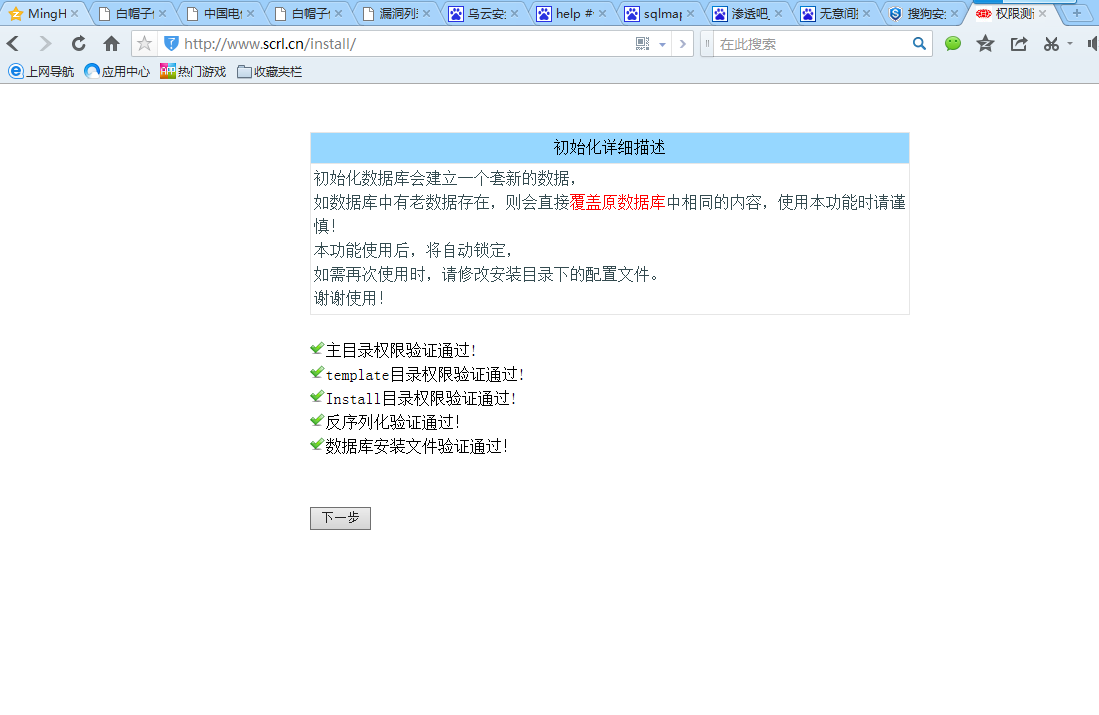 MingH
白帽子
中国电
白帽子
漏洞列
乌云安
help #
sqlmap
渗透吧
无意间
搜狗安
权限测
http://www.scrl.cn/install/
在此搜索
上网导航 应用中心 热门游戏 收藏夹栏
初始化详细描述
初始化数据库会建立一个套新的数据，
如数据库中有老数据存在，则会直接覆盖原数据库中相同的内容，使用本功能时请谨
慎！
本功能使用后，将自动锁定，
如需再次使用时，请修改安装目录下的配置文件。
谢谢使用！
主目录权限验证通过!
template目录权限验证通过!
Install目录权限验证通过!
反序列化验证通过!
数据库安装文件验证通过!
下一步